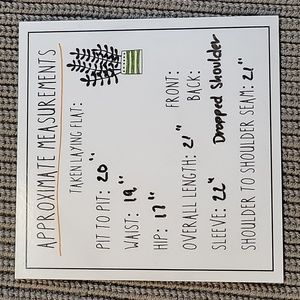 APPROXIMATE MEASUREMENTS
TAKEN LAYING FLAT:
PIT TO PIT: 20"
WAIST: 19"
HIP: 17"
FRONT:
OVERALL LENGTH: 21" BACK:
SLEEVE: 22" Dropped Shoulder
SHOULDER TO SHOULDER SEAM: 21"